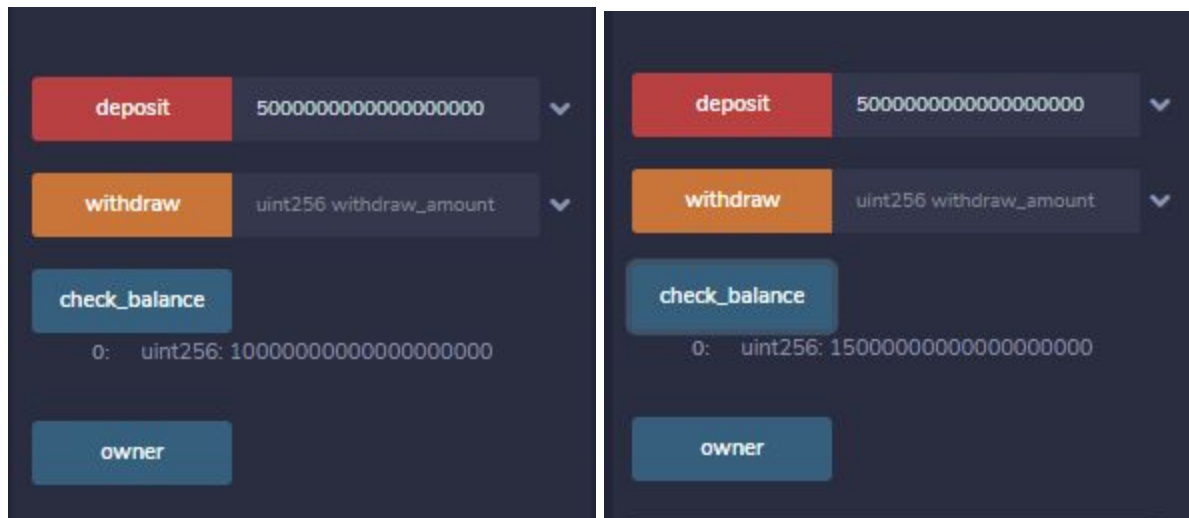 deposit 5000000000000000000
withdraw uint256 withdraw_amount
check_balance
0: uint256: 10000000000000000000
owner
deposit 5000000000000000000
withdraw uint256 withdraw_amount
check_balance
0: uint256: 15000000000000000000
owner